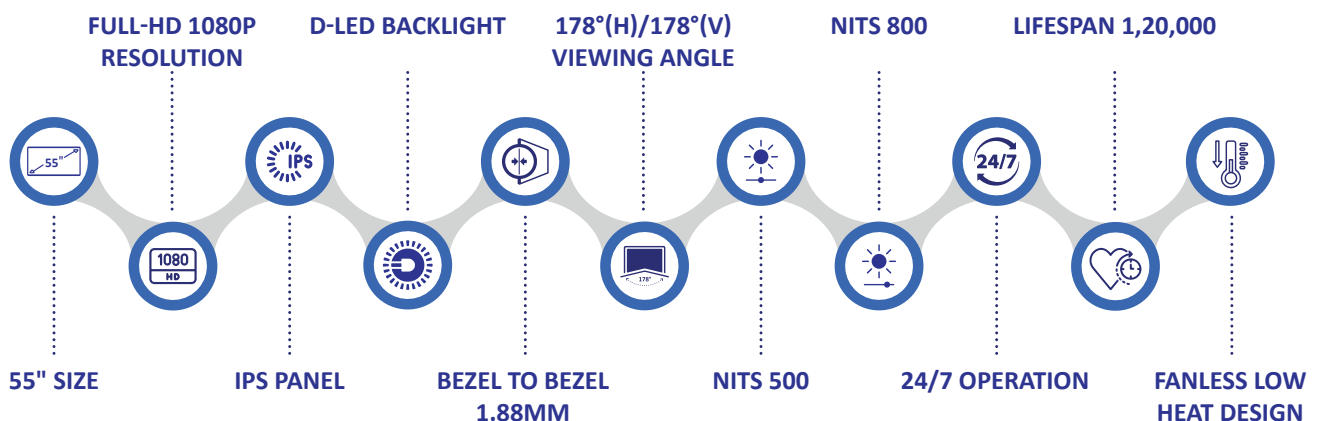 FULL-HD 1080P
RESOLUTION
D-LED BACKLIGHT
178°(H)/178°(V)
VIEWING ANGLE
NITS 800
LIFESPAN 1,20,000
55"
IPS
24/7
1080
HD
178°
55" SIZE
IPS PANEL
BEZEL TO BEZEL
1.88MM
NITS 500
24/7 OPERATION
FANLESS LOW
HEAT DESIGN